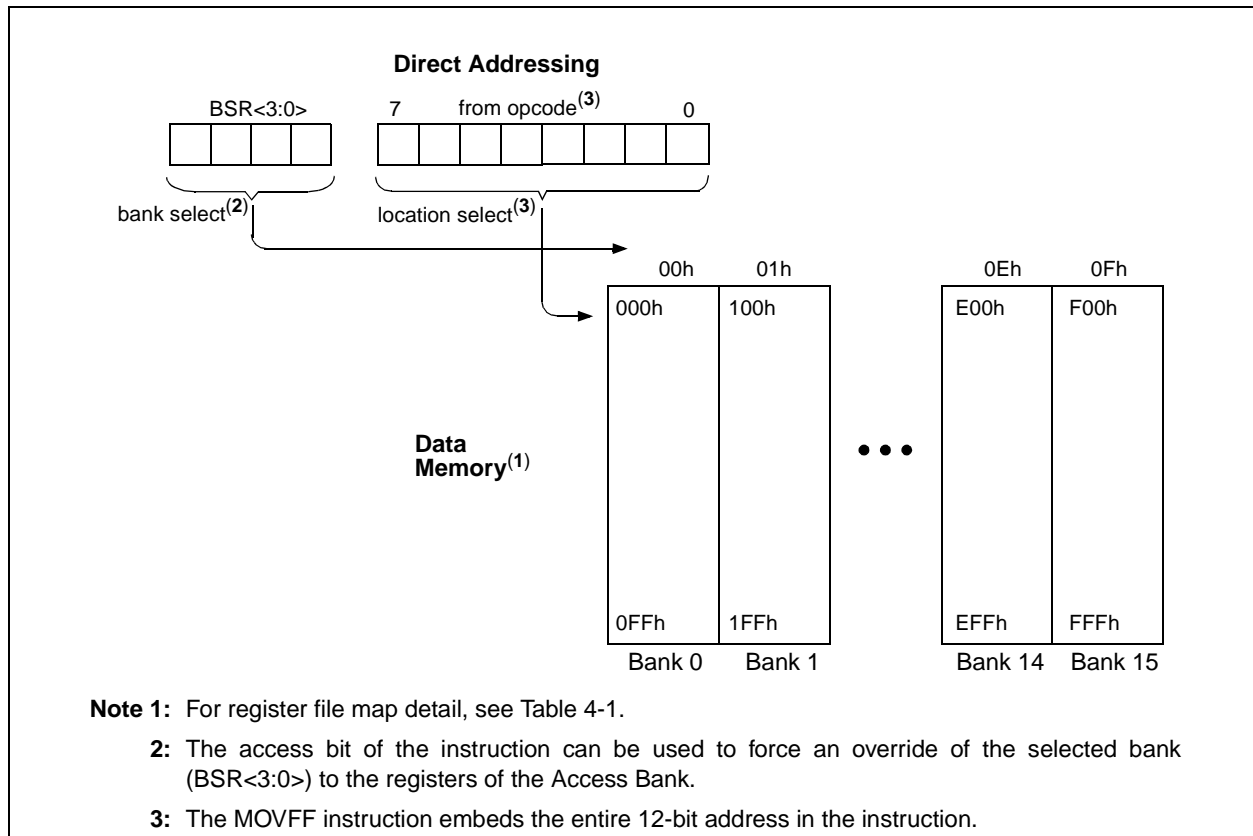 Direct Addressing
BSR<3:0>
7 from opcode(3) 0
bank select(2)
location select(3)
00h 01h 0Eh 0Fh
000h 100h E00h F00h
Data
Memory(1)
0FFh 1FFh EFFh FFFh
Bank 0 Bank 1 Bank 14 Bank 15
Note 1: For register file map detail, see Table 4-1.
2: The access bit of the instruction can be used to force an override of the selected bank
(BSR<3:0>) to the registers of the Access Bank.
3: The MOVFF instruction embeds the entire 12-bit address in the instruction.